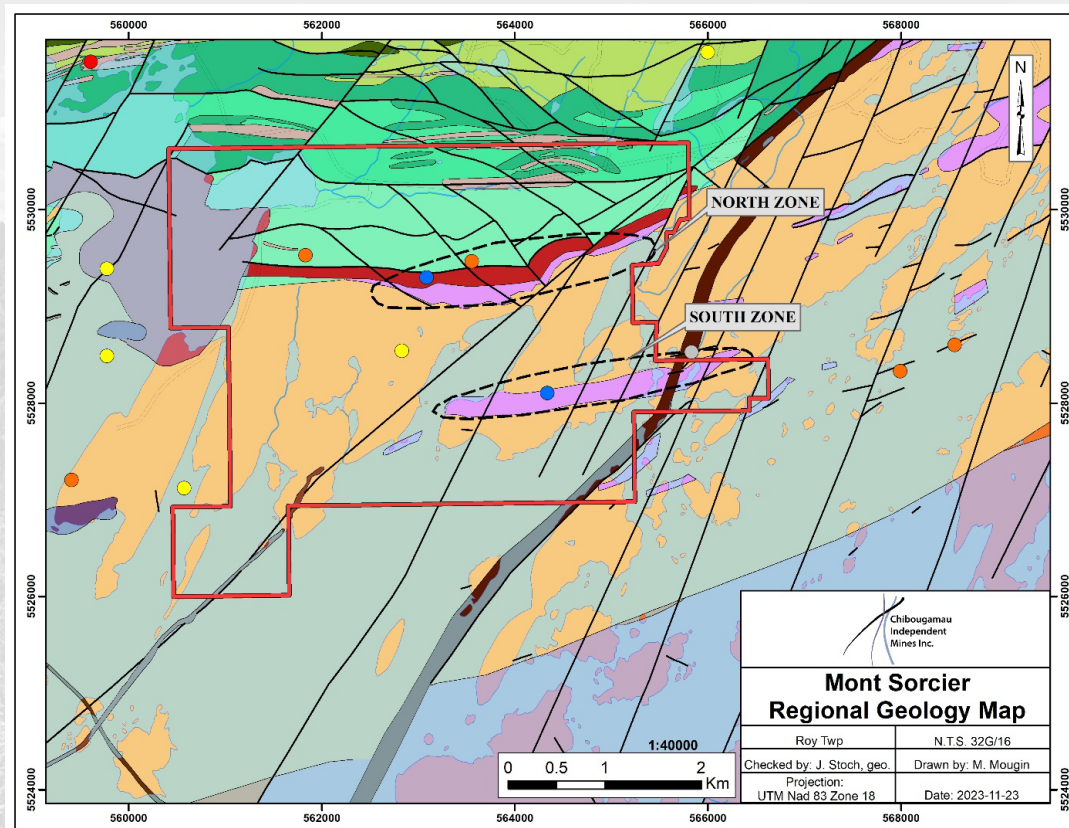 560000 562000 564000 566000 568000
N
5530000 5530000
NORTH ZONE
SOUTH ZONE
5528000 5528000
5526000 5526000
Chibougamau
Independent
Mines Inc.
Mont Sorcier
Regional Geology Map
Roy Twp N.T.S. 32G/16
Checked by: J. Stoch, geo. Drawn by: M. Mougin
Projection:
UTM Nad 83 Zone 18 Date: 2023-11-23
1:40000
0 0.5 1 2
Km
5524000 5524000
560000 562000 564000 566000 568000